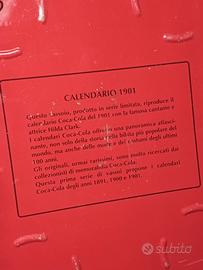 CALENDARIO 1901
Questo vassoio, prodotto in serie limitata, riproduce il
calendario Coca-Cola del 1901 con la famosa cantante e
attrice Hilda Clark.
I calendari Coca-Cola offrono una panoramica affasci-
nante, non solo della storia della bibita più popolare del
mondo, ma anche delle mode e dei costumi degli ultimi
100 anni.
Gli originali, ormai rarissimi, sono molto ricercati dai
collezionisti di memorabilia Coca-Cola.
Questa prima serie di vassoi propone i calendari
Coca-Cola degli anni 1891, 1900 e 1901.
subito